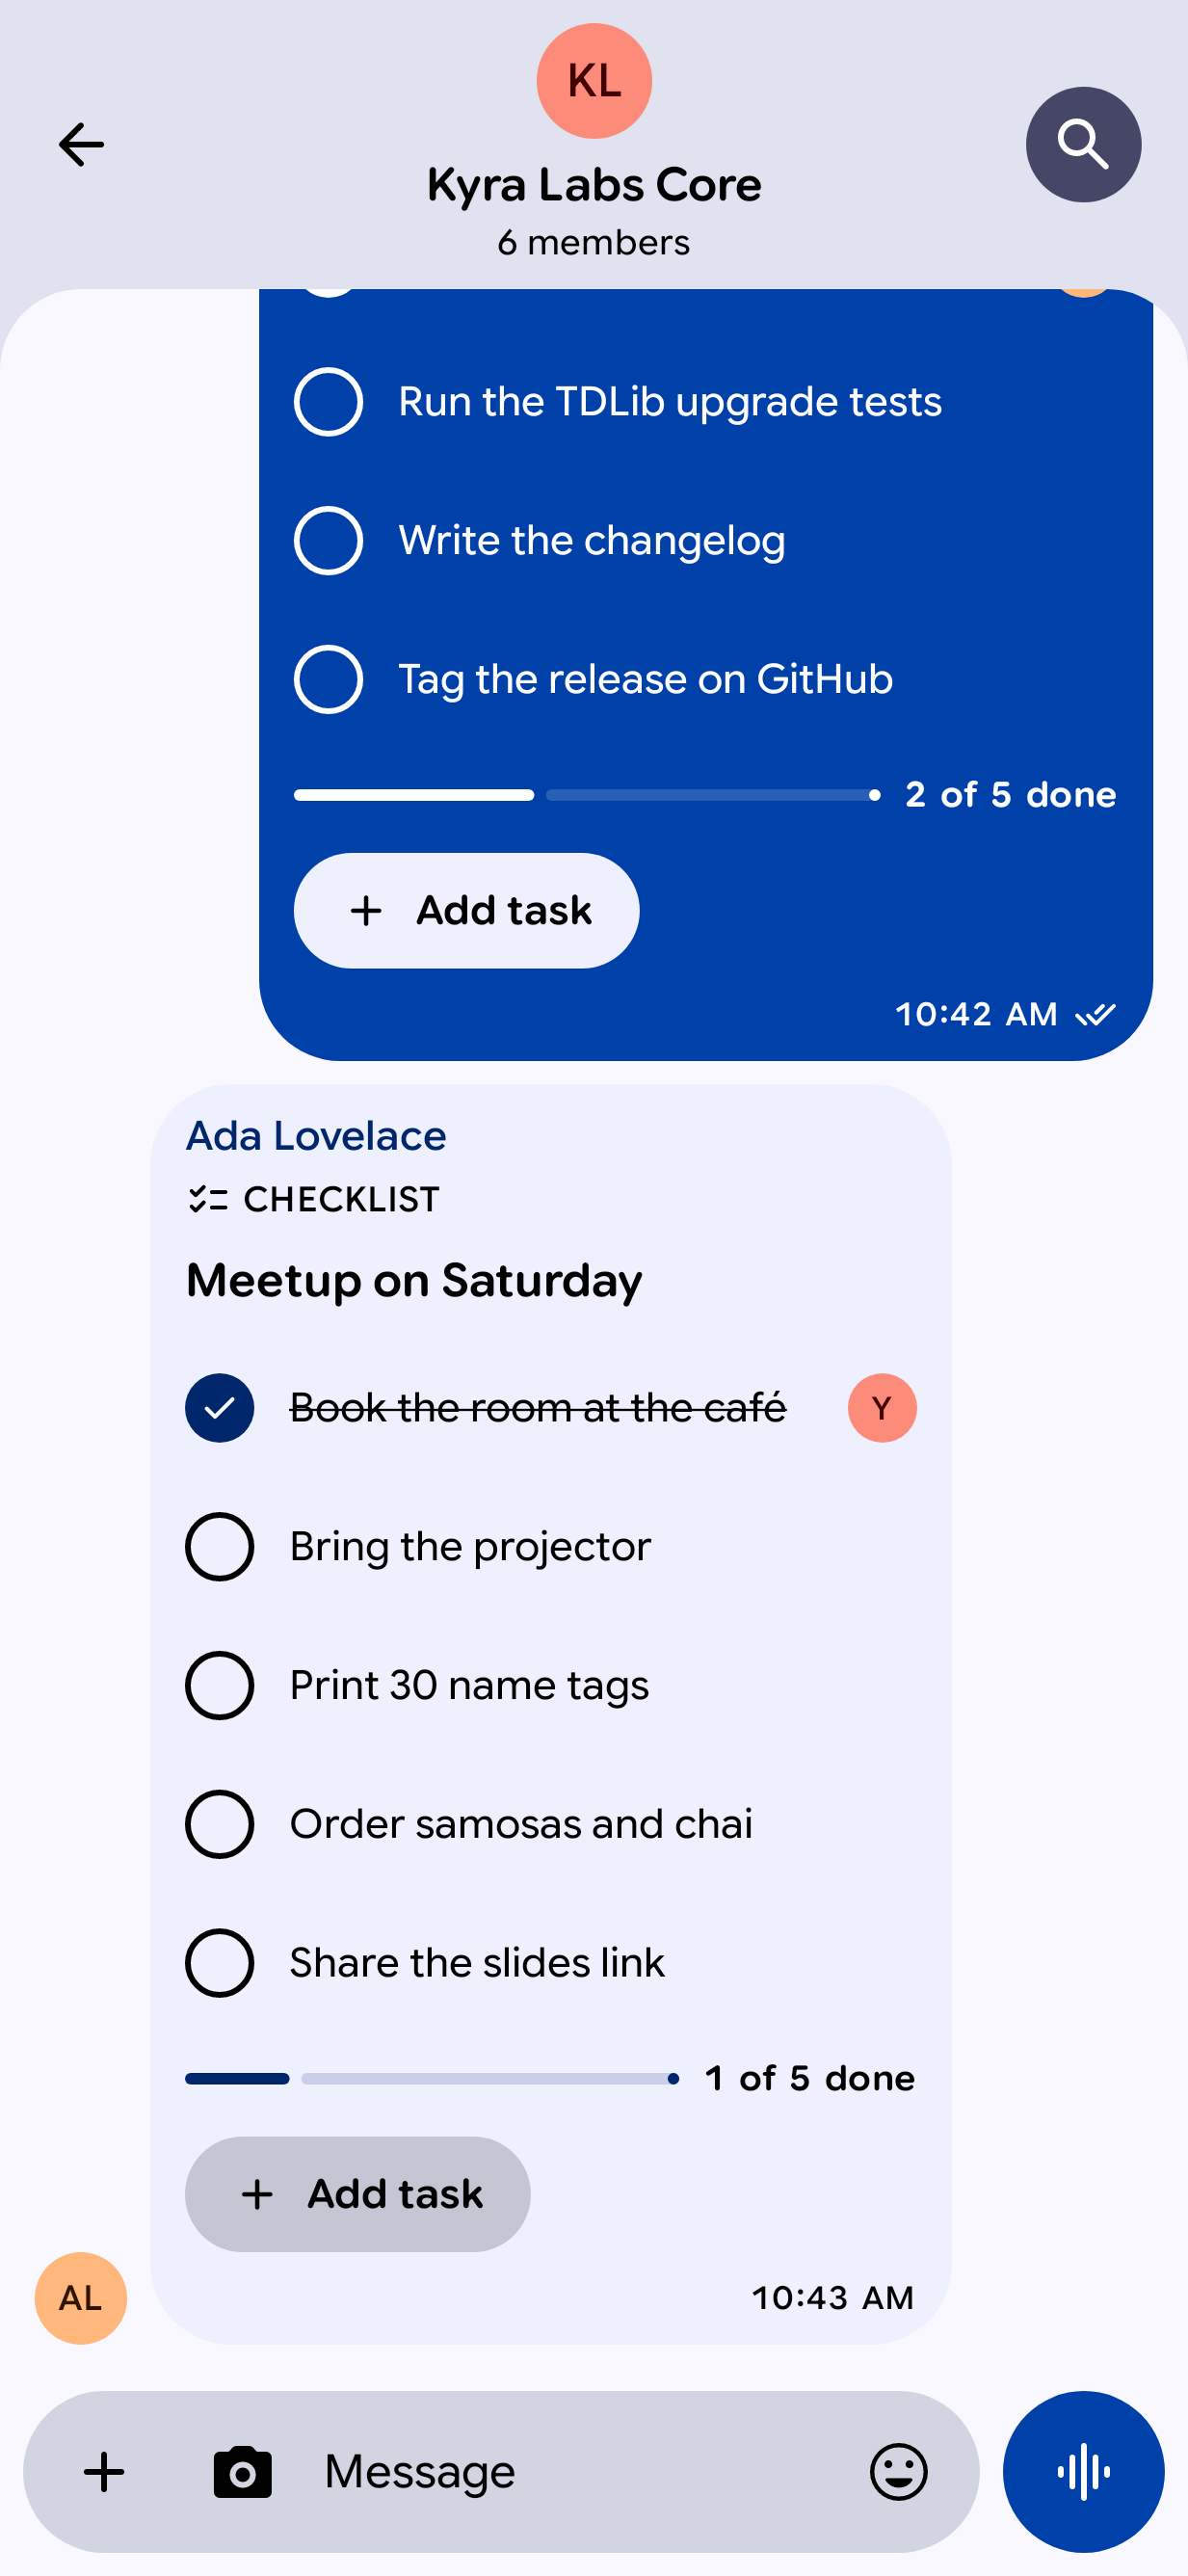 KL
Kyra Labs Core
6 members
Run the TDLib upgrade tests
Write the changelog
Tag the release on GitHub
2 of 5 done
+ Add task
10:42 AM
Ada Lovelace
CHECKLIST
Meetup on Saturday
Book the room at the café Y
Bring the projector
Print 30 name tags
Order samosas and chai
Share the slides link
1 of 5 done
+ Add task
AL
10:43 AM
Message